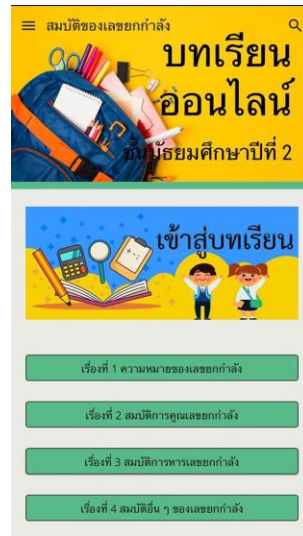 สมบัติของเลขยกกำลัง
บทเรียน
ออนไลน์
ชั้นมัธยมศึกษาปีที่ 2
เข้าสู่บทเรียน
เรื่องที่ 1 ความหมายของเลขยกกำลัง
เรื่องที่ 2 สมบัติการคูณเลขยกกำลัง
เรื่องที่ 3 สมบัติการหารเลขยกกำลัง
เรื่องที่ 4 สมบัติอื่น ๆ ของเลขยกกำลัง